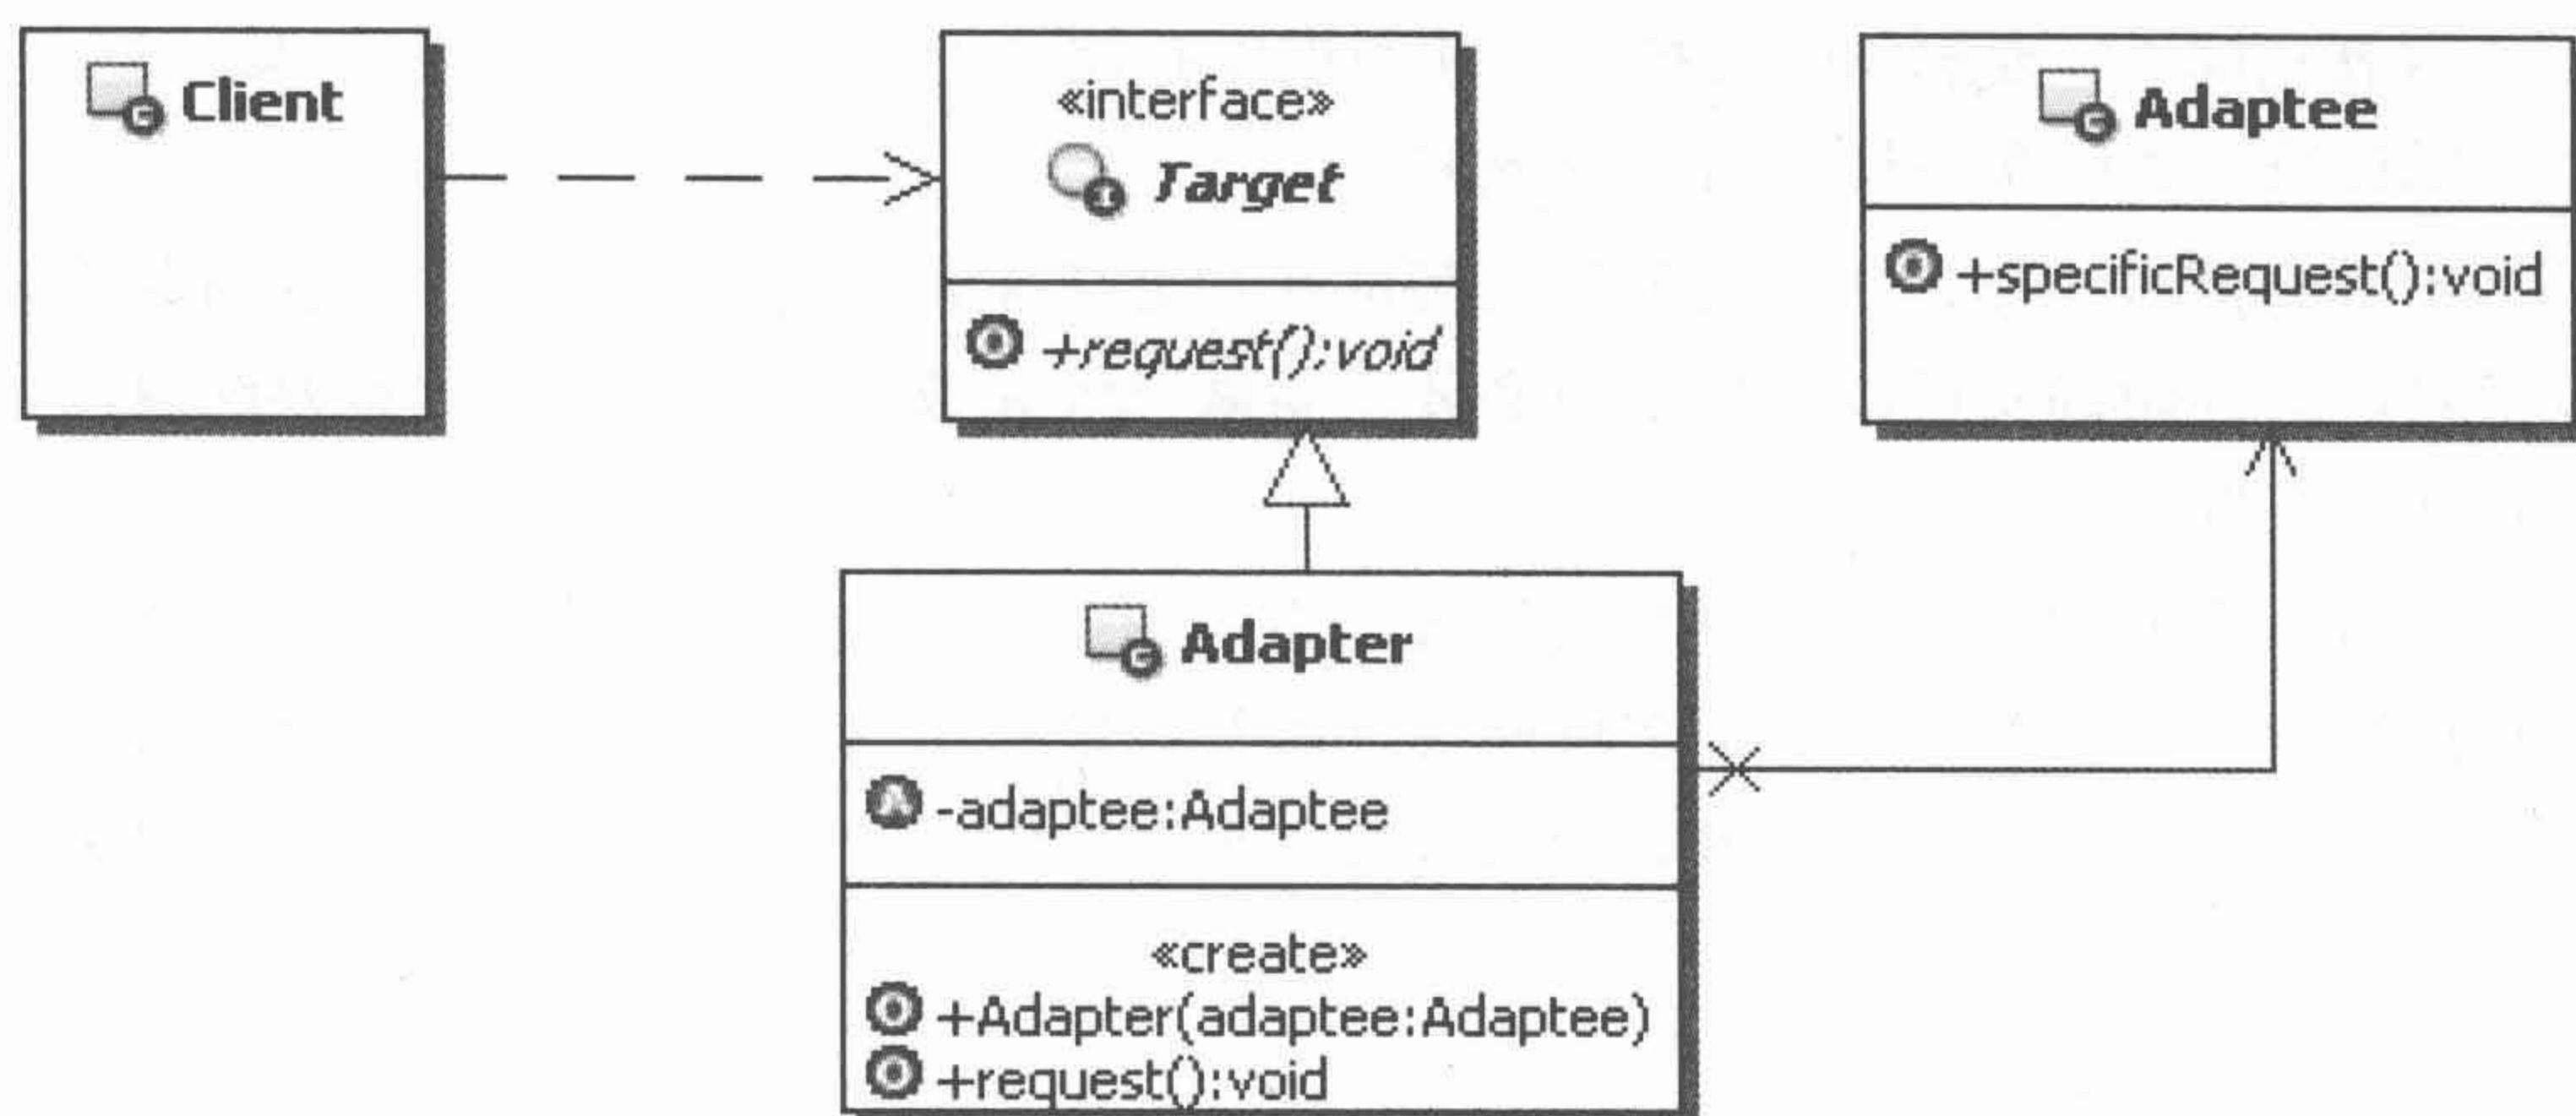 Client
«interface»
Target
+request():void
Adaptee
+specificRequest():void
Adapter
-adaptee:Adaptee
«create»
+Adapter(adaptee:Adaptee)
+request():void